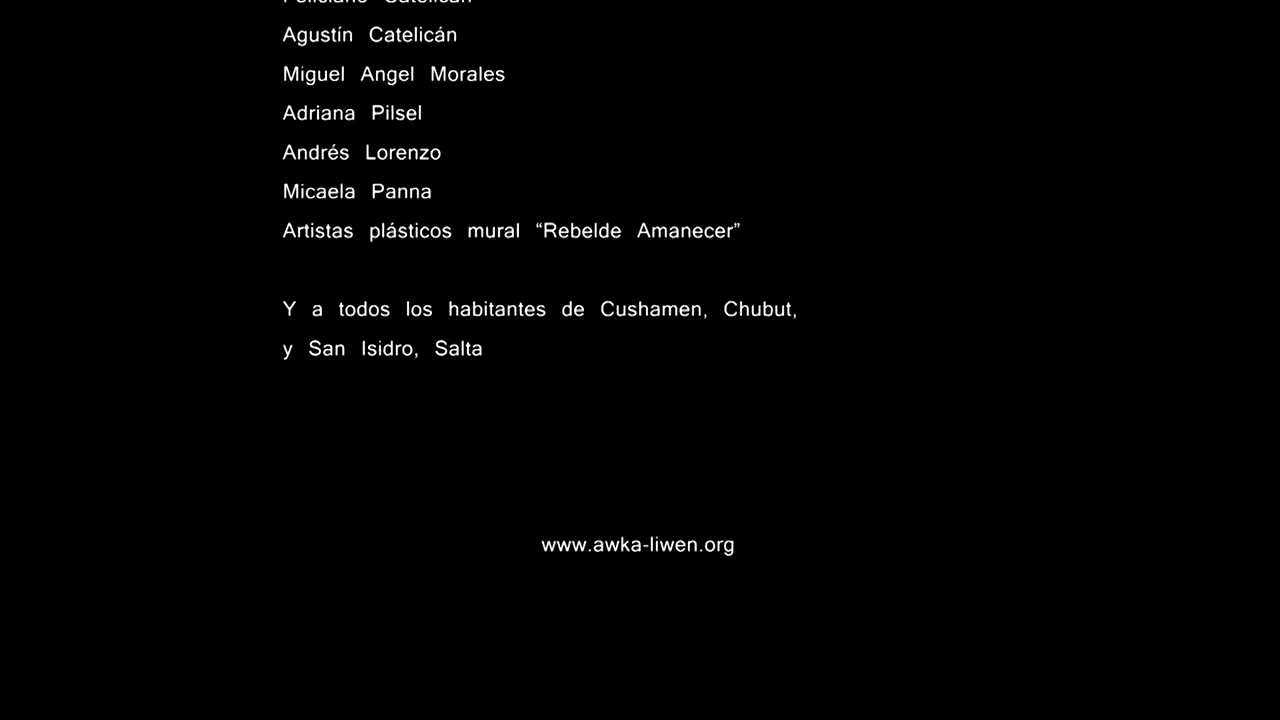 Agustín Catelicán
Miguel Angel Morales
Adriana Pilsel
Andrés Lorenzo
Micaela Panna
Artistas plásticos mural “Rebelde Amanecer”
Y a todos los habitantes de Cushamen, Chubut,
y San Isidro, Salta
www.awka-liwen.org